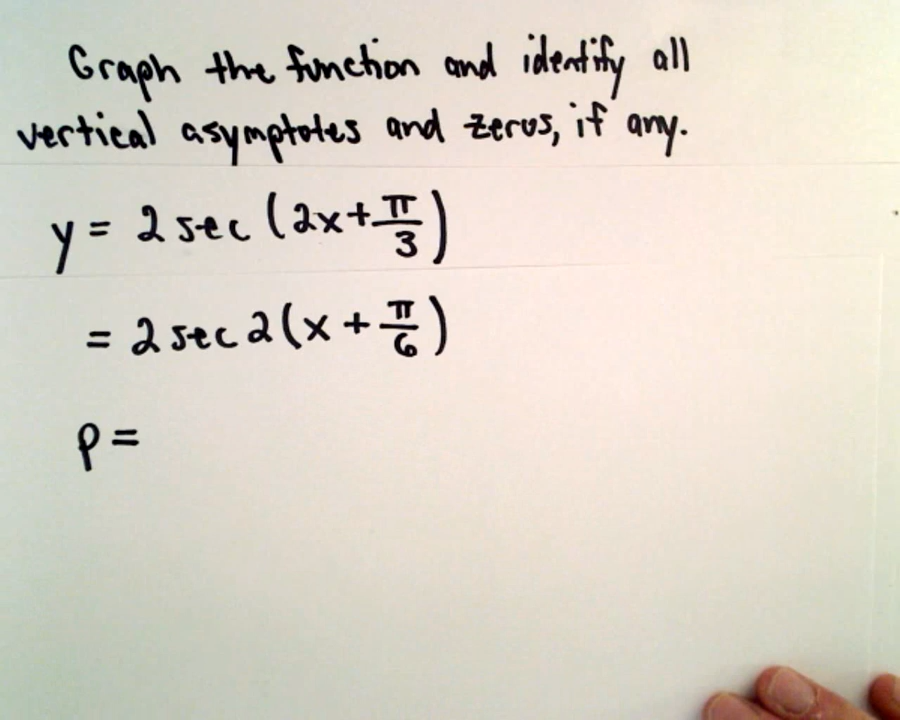 Graph the function and identify all
vertical asymptotes and zeros, if any.
y = 2 sec (2x + π/3)
= 2 sec 2(x + π/6)
p =